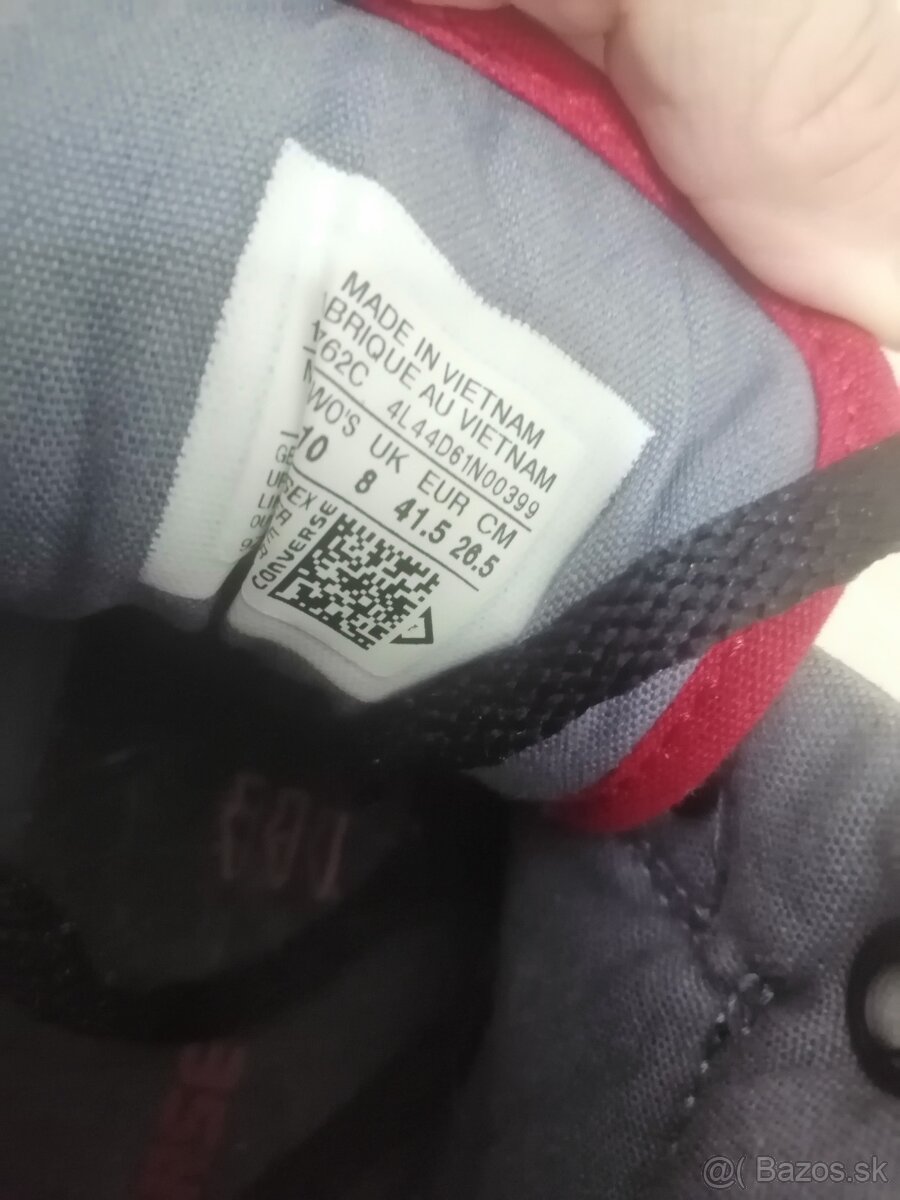 MADE IN VIETNAM
ABRIQUE AU VIETNAM
762C 4L44D61N00399
WO'S UK EUR CM
10 8 41.5 26.5
CONVERSE
@( Bazos.sk